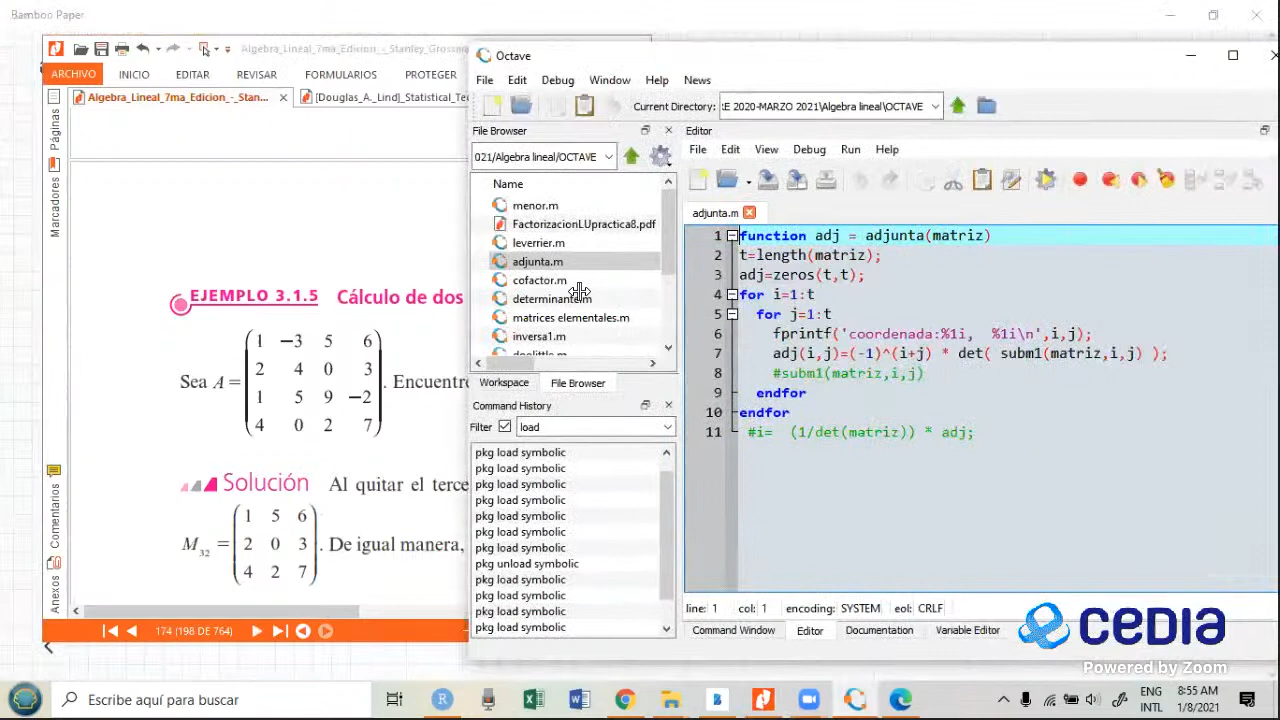 Bamboo Paper
Algebra_Lineal_7ma_Edicion_-_Stanley_Grossm
ARCHIVO INICIO EDITAR REVISAR FORMULARIOS PROTEGER
Algebra_Lineal_7ma_Edicion_-_Stan... [Douglas_A._Lind]_Statistical_Te
Páginas
Marcadores
Comentarios
Anexos
EJEMPLO 3.1.5 Cálculo de dos
1 −3 5 6
2 4 0 3
Sea A = . Encuentre
1 5 9 −2
4 0 2 7
Solución Al quitar el terce
1 5 6
M32 = 2 0 3 . De igual manera,
4 2 7
174 (198 DE 764)
Octave
File Edit Debug Window Help News
Current Directory: :E 2020-MARZO 2021\Algebra lineal\OCTAVE
File Browser
021/Algebra lineal/OCTAVE
Name
menor.m
FactorizacionLUpractica8.pdf
leverrier.m
adjunta.m
cofactor.m
matrices elementales.m
inversa1.m
doolittle.m
Workspace File Browser
Command History
Filter load
pkg load symbolic
pkg load symbolic
pkg load symbolic
pkg load symbolic
pkg load symbolic
pkg load symbolic
pkg load symbolic
pkg unload symbolic
pkg load symbolic
pkg load symbolic
pkg load symbolic
pkg load symbolic
Editor
File Edit View Debug Run Help
adjunta.m
1 function adj = adjunta(matriz)
2 t=length(matriz);
3 adj=zeros(t,t);
4 for i=1:t
5 for j=1:t
6 fprintf('coordenada:%1i, %1i\n',i,j);
7 adj(i,j)=(-1)^(i+j) * det( subm1(matriz,i,j) );
8 #subm1(matriz,i,j)
9 endfor
10 endfor
11 #i= (1/det(matriz)) * adj;
line: 1 col: 1 encoding: SYSTEM eol: CRLF
Command Window Editor Documentation Variable Editor
cedia
Powered by Zoom
Escribe aquí para buscar
ENG
INTL
8:55 AM
1/8/2021